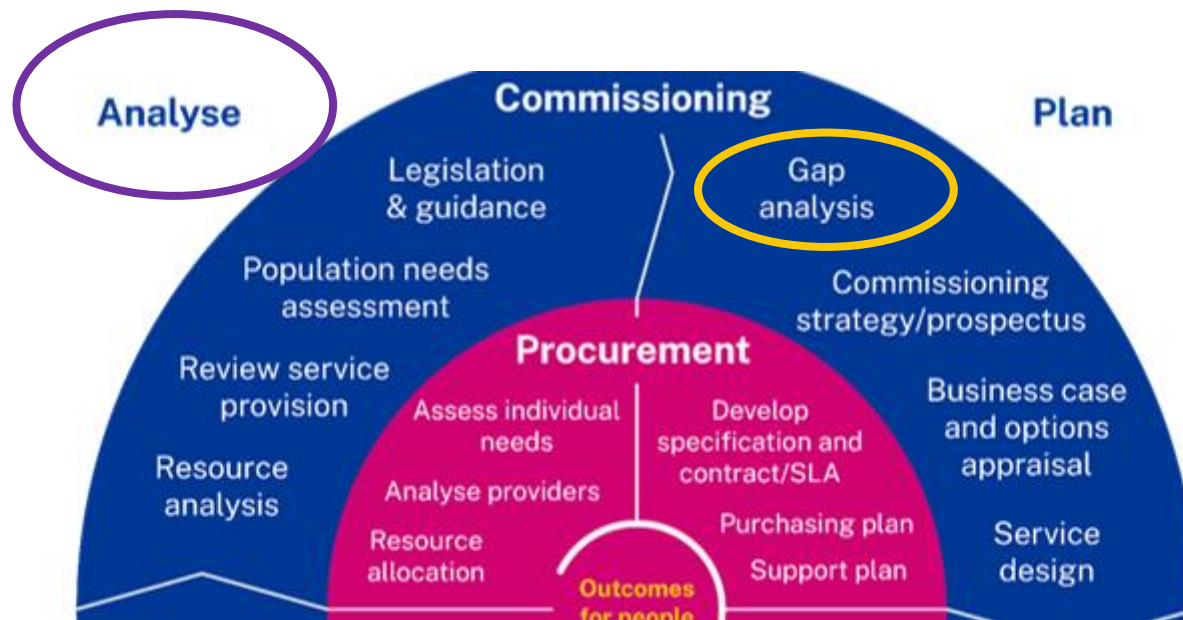 Analyse
Commissioning
Plan
Legislation
& guidance
Gap
analysis
Population needs
assessment
Commissioning
strategy/prospectus
Review service
provision
Business case
and options
appraisal
Resource
analysis
Service
design
Procurement
Assess individual
needs
Develop
specification and
contract/SLA
Analyse providers
Purchasing plan
Resource
allocation
Support plan
Outcomes
for people